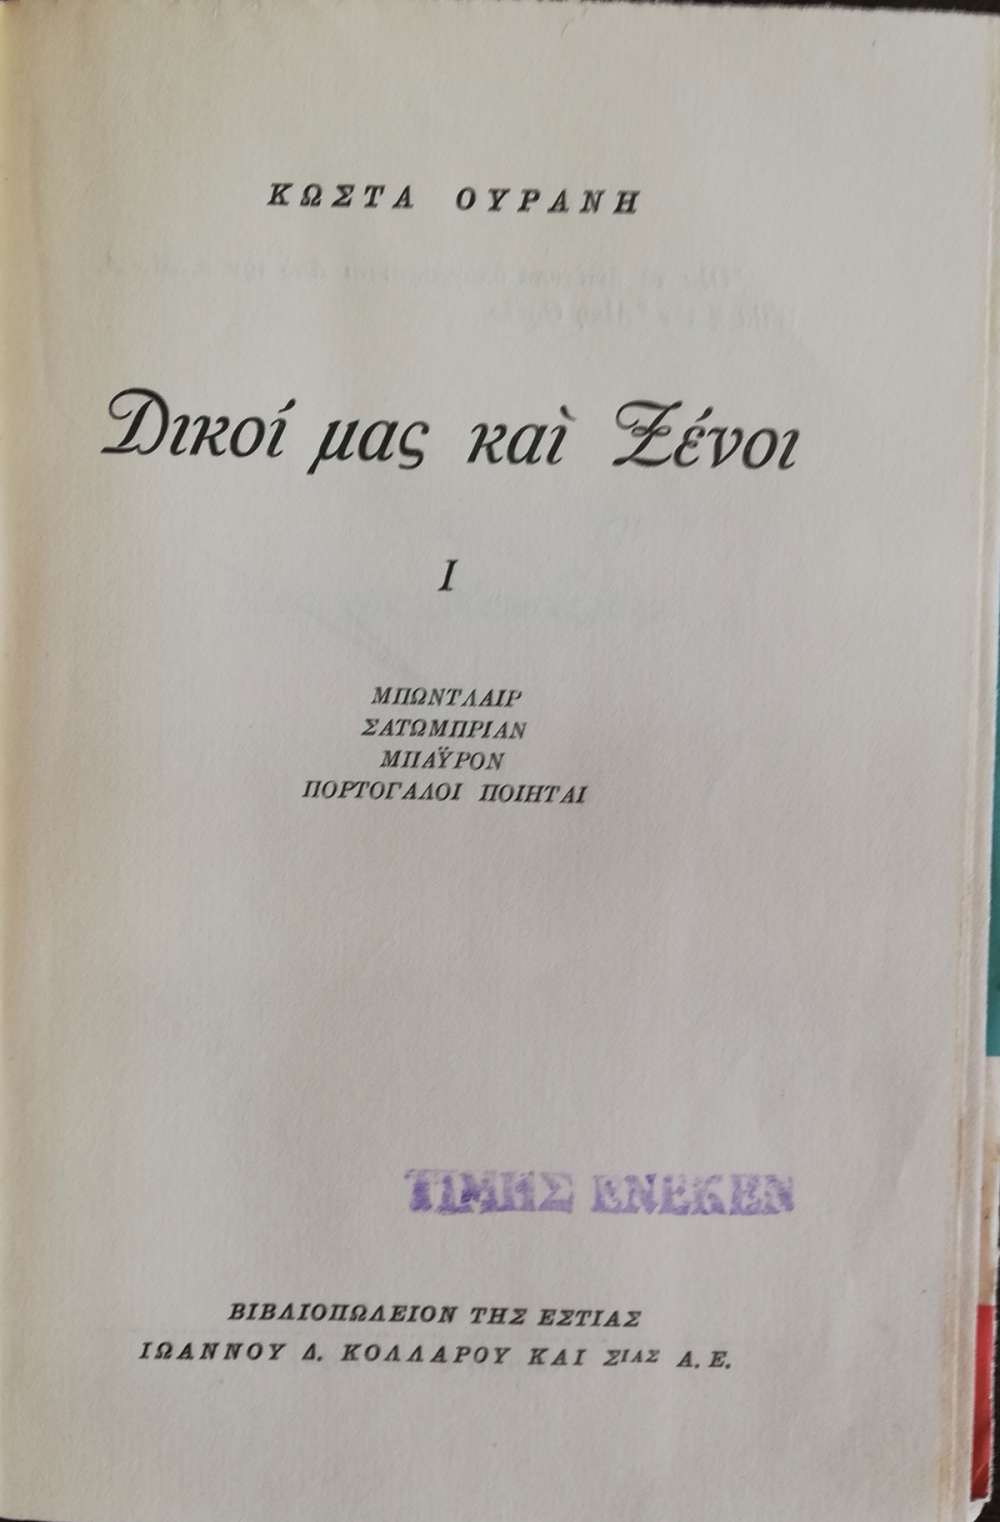 ΚΩΣΤΑ ΟΥΡΑΝΗ
Δικοί μας καὶ Ξένοι
I
ΜΠΩΝΤΛΑΙΡ
ΣΑΤΩΜΠΡΙΑΝ
ΜΠΑΫΡΟΝ
ΠΟΡΤΟΓΑΛΟΙ ΠΟΙΗΤΑΙ
ΤΙΜΗΣ ΕΝΕΚΕΝ
ΒΙΒΛΙΟΠΩΛΕΙΟΝ ΤΗΣ ΕΣΤΙΑΣ
ΙΩΑΝΝΟΥ Δ. ΚΟΛΛΑΡΟΥ ΚΑΙ ΣΙΑΣ Α.Ε.